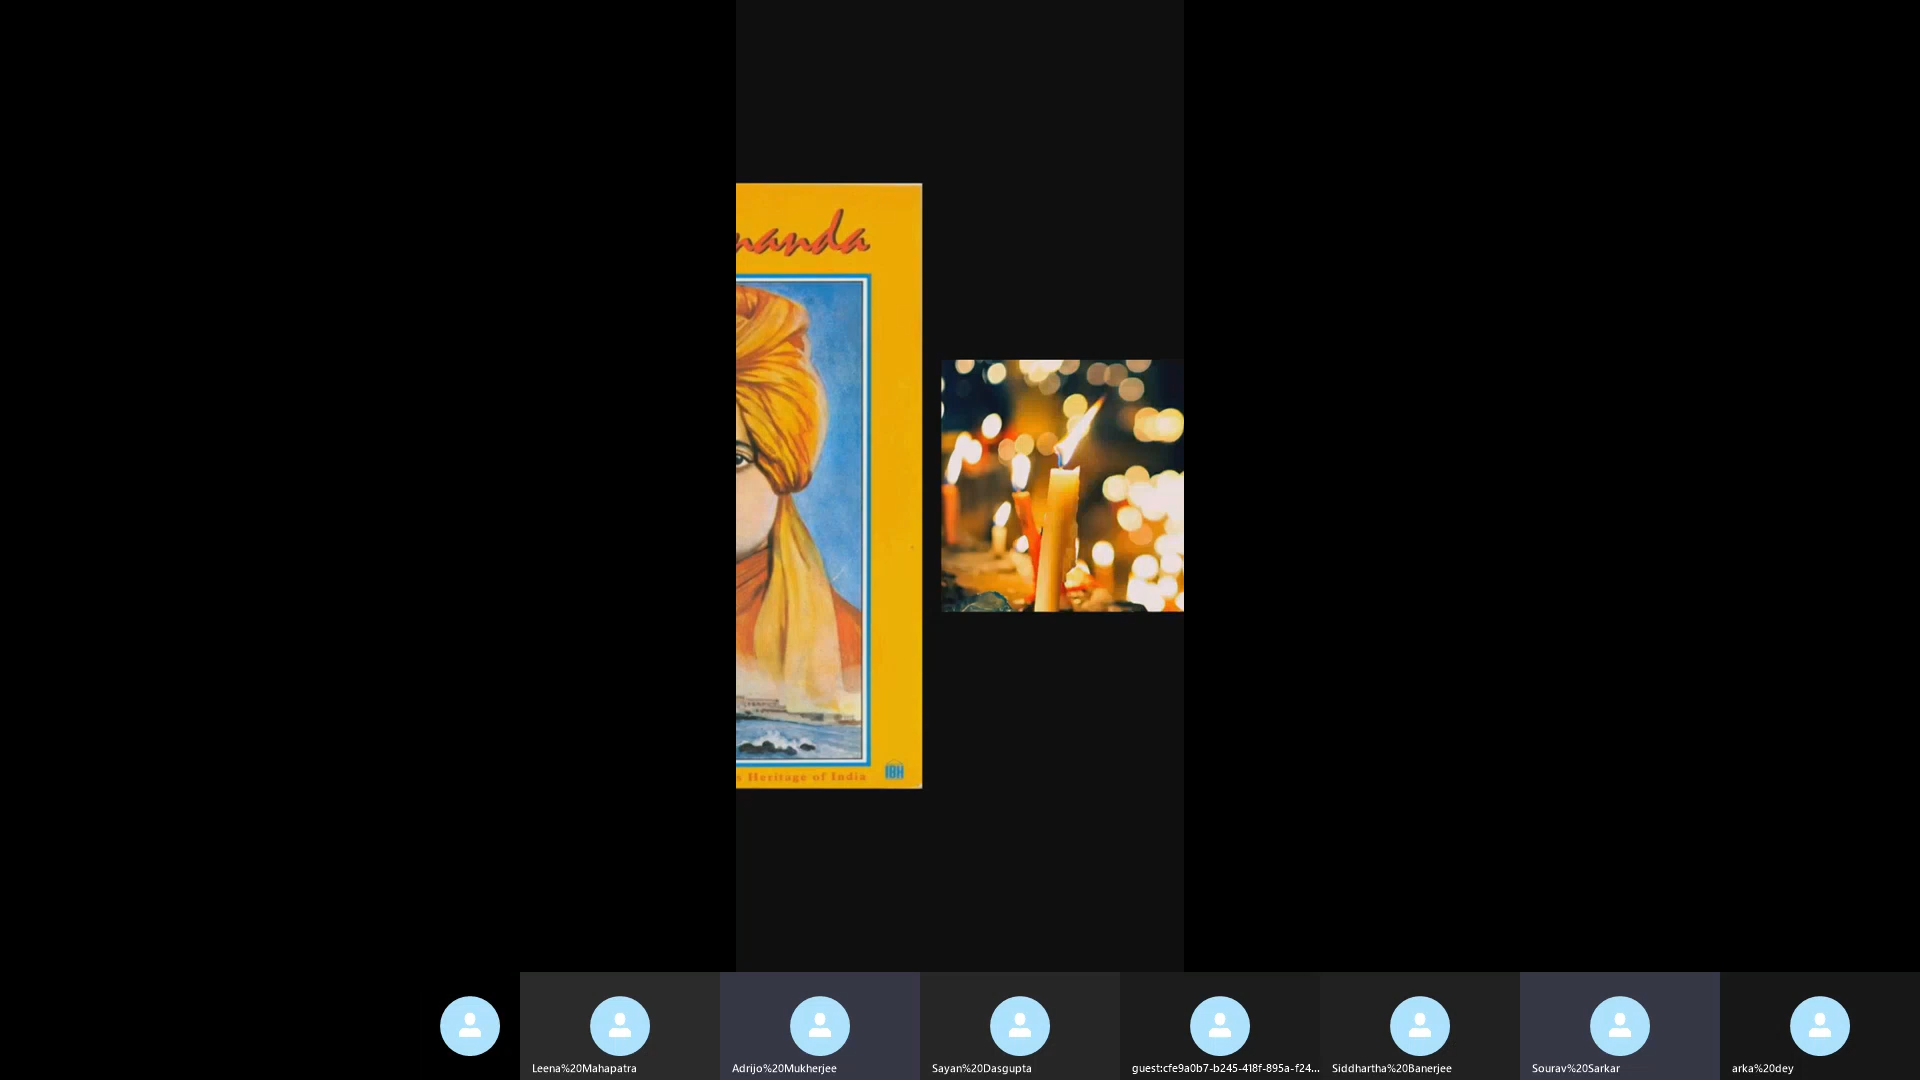 nanda
s Heritage of India
IBH
Leena%20Mahapatra
Adrijo%20Mukherjee
Sayan%20Dasgupta
guest:cfe9a0b7-b245-418f-895a-f24...
Siddhartha%20Banerjee
Sourav%20Sarkar
arka%20dey